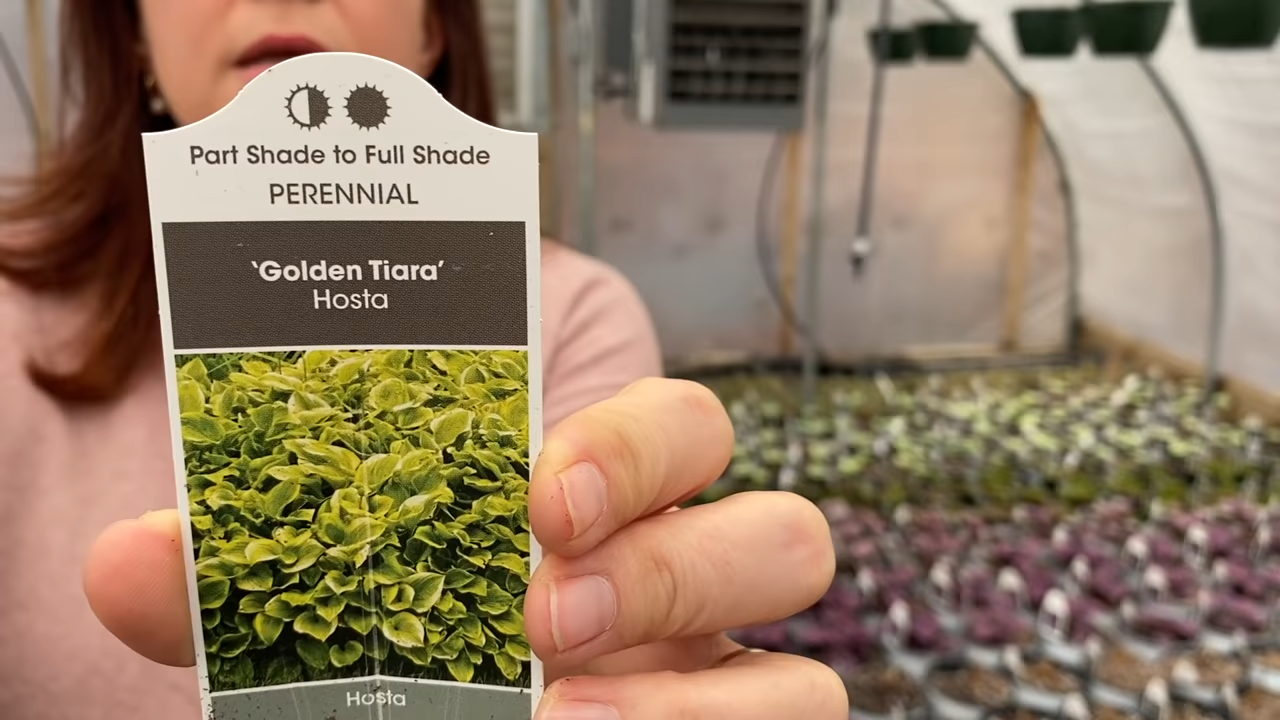 Part Shade to Full Shade
PERENNIAL
‘Golden Tiara’
Hosta
Hosta